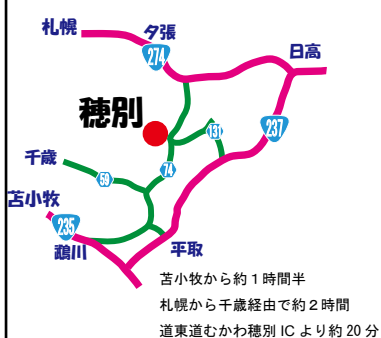 札幌
夕張
274
日高
穂別
131
237
千歳
59
74
苫小牧
235
鵡川
平取
苫小牧から約1時間半
札幌から千歳経由で約2時間
道東道むかわ穂別 IC より約 20 分